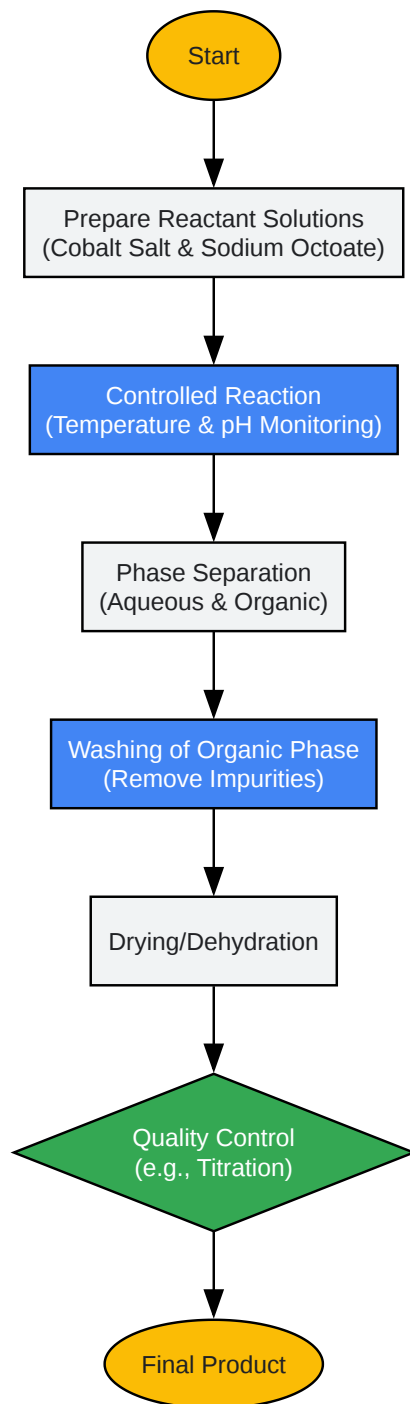 Start
Prepare Reactant Solutions
(Cobalt Salt & Sodium Octoate)
Controlled Reaction
(Temperature & pH Monitoring)
Phase Separation
(Aqueous & Organic)
Washing of Organic Phase
(Remove Impurities)
Drying/Dehydration
Quality Control
(e.g., Titration)
Final Product